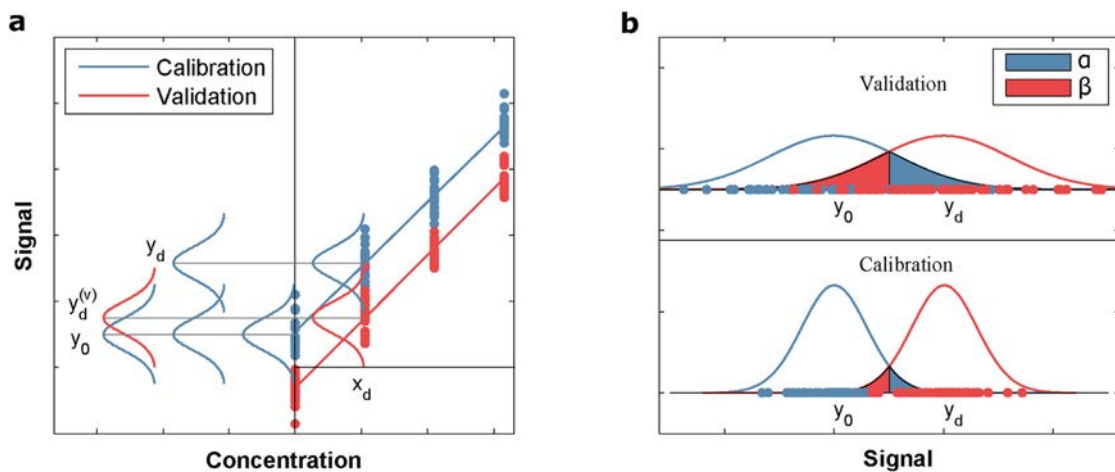 a
Calibration
Validation
y_d
y_d^(v)
y_0
x_d
Signal
Concentration
b
α
β
Validation
y_0
y_d
Calibration
y_0
y_d
Signal